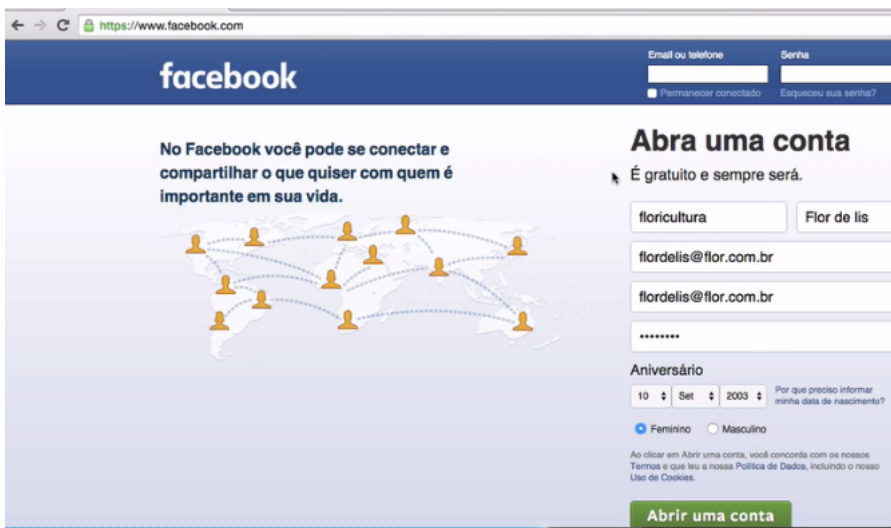 https://www.facebook.com
facebook
Email ou telefone
Senha
Permanecer conectado
Esqueceu sua senha?
No Facebook você pode se conectar e
compartilhar o que quiser com quem é
importante em sua vida.
Abra uma conta
É gratuito e sempre será.
floricultura
Flor de lis
flordelis@flor.com.br
flordelis@flor.com.br
••••••••
Aniversário
10 Set 2003
Por que preciso informar
minha data de nascimento?
Feminino Masculino
Ao clicar em Abrir uma conta, você concorda com os nossos
Termos e que leu a nossa Política de Dados, incluindo o nosso
Uso de Cookies.
Abrir uma conta